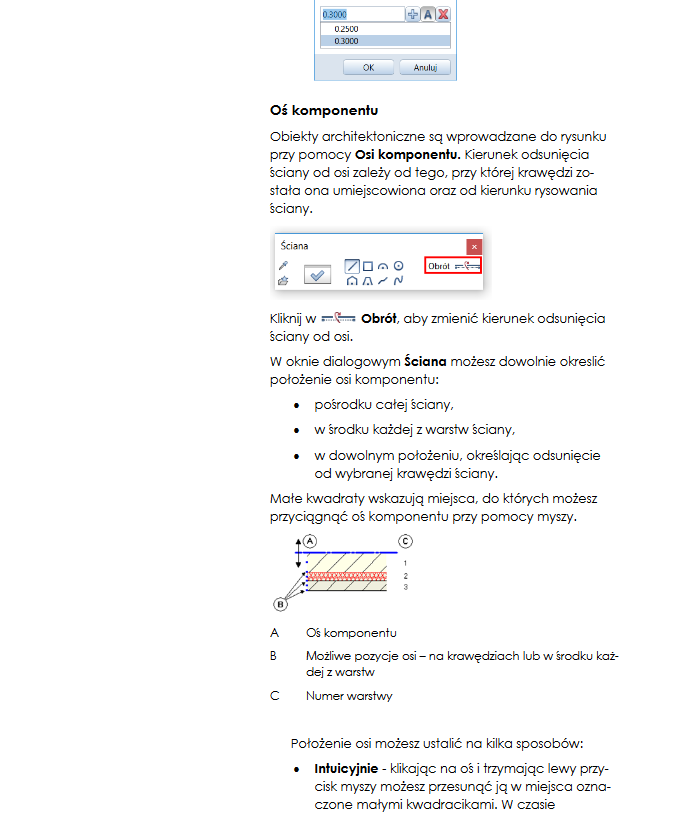 0.3000
A
0.2500
0.3000
OK Anuluj
Oś komponentu
Obiekty architektoniczne są wprowadzane do rysunku
przy pomocy Osi komponentu. Kierunek odsunięcia
ściany od osi zależy od tego, przy której krawędzi zo-
stała ona umiejscowiona oraz od kierunku rysowania
ściany.
Ściana
Obrót
Kliknij w Obrót, aby zmienić kierunek odsunięcia
ściany od osi.
W oknie dialogowym Ściana możesz dowolnie okreslić
położenie osi komponentu:
• pośrodku całej ściany,
• w środku każdej z warstw ściany,
• w dowolnym położeniu, określając odsunięcie
od wybranej krawędzi ściany.
Małe kwadraty wskazują miejsca, do których możesz
przyciągnąć oś komponentu przy pomocy myszy.
A C
1
2
3
B
A Oś komponentu
B Możliwe pozycje osi – na krawędziach lub w środku każ-
dej z warstw
C Numer warstwy
Położenie osi możesz ustalić na kilka sposobów:
• Intuicyjnie - klikając na oś i trzymając lewy przy-
cisk myszy możesz przesunąć ją w miejsca ozna-
czone małymi kwadracikami. W czasie